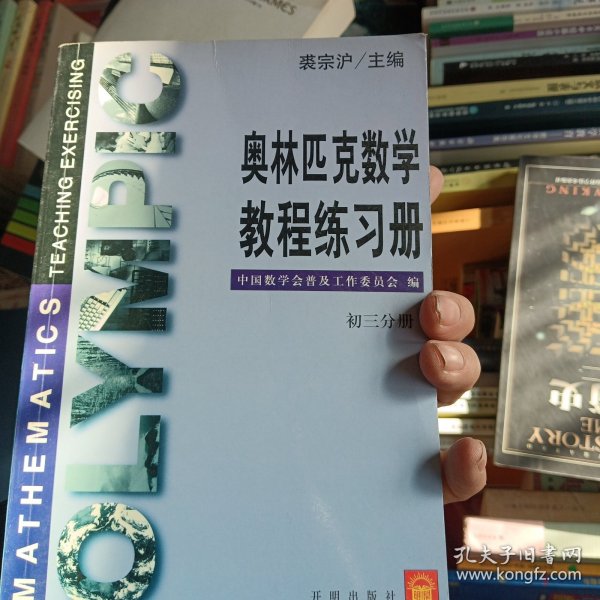 裘宗沪/主编
奥林匹克数学
教程练习册
中国数学会普及工作委员会 编
初三分册
开明出版社
OLYMPIC
MATHEMATICS TEACHING EXERCISING
STORY
孔夫子旧书网
www.kongfz.com